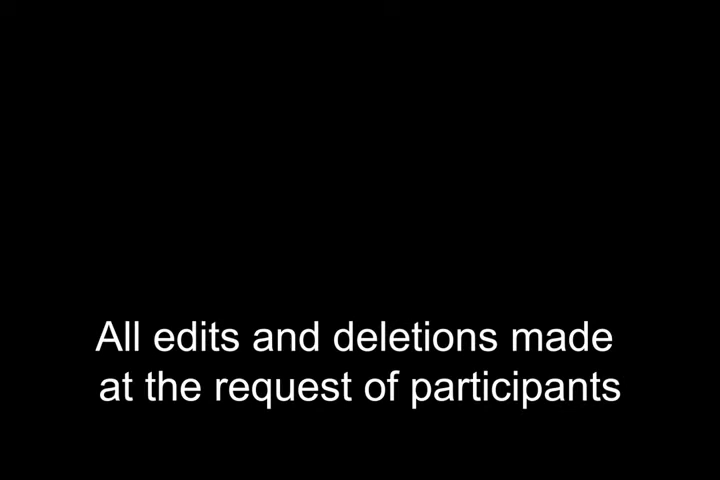 All edits and deletions made
at the request of participants